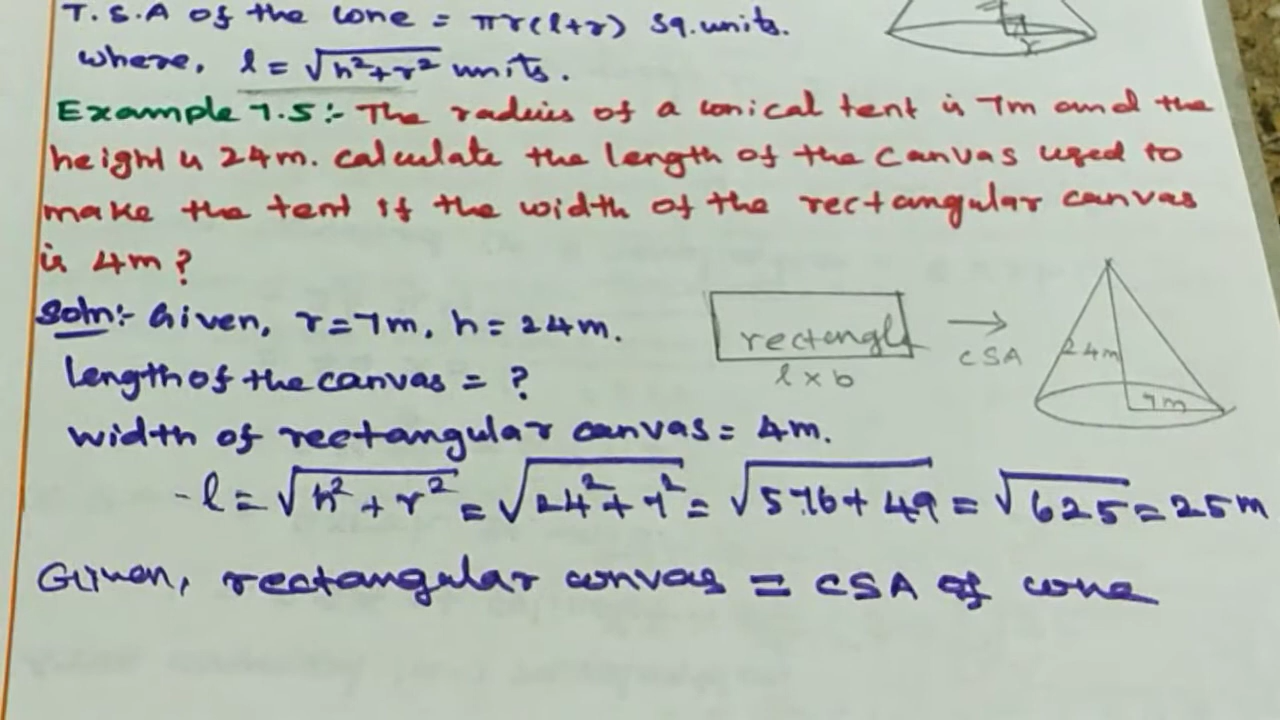 T.S.A of the cone = πr(l+r) sq.units.
where, l = √h²+r² units.
r
Example 7.5:- The radius of a conical tent is 7m and the
height is 24m. calculate the length of the canvas used to
make the tent if the width of the rectangular canvas
is 4m?
Soln:- Given, r=7m, h=24m.
length of the canvas = ?
width of rectangular canvas = 4m.
rectangle
l×b
→
CSA
24m
7m
- l = √h²+r² = √24²+7² = √576+49 = √625 = 25m
Given, rectangular canvas = CSA of cone